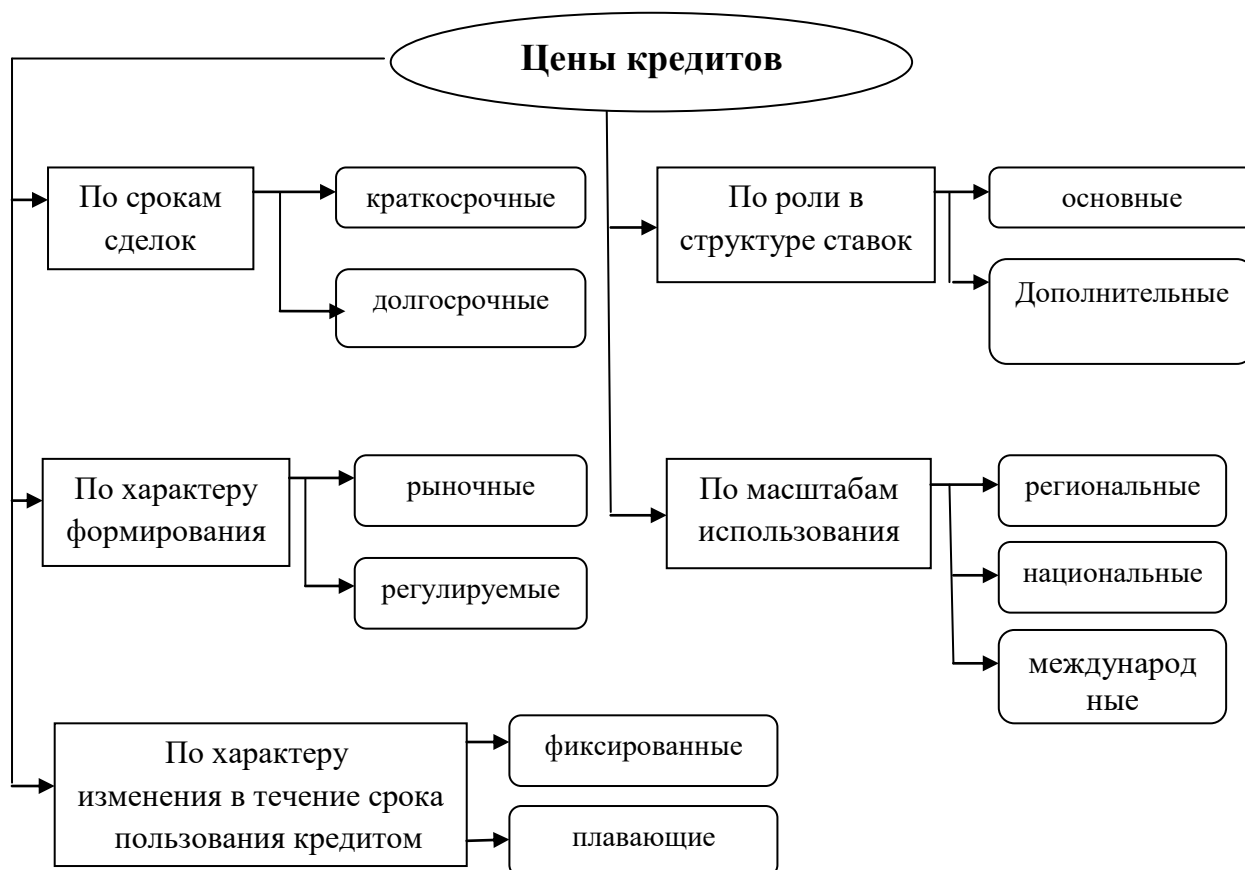 Цены кредитов
По срокам
сделок
краткосрочные
долгосрочные
По роли в
структуре ставок
основные
Дополнительные
По характеру
формирования
рыночные
регулируемые
По масштабам
использования
региональные
национальные
международ
ные
По характеру
изменения в течение срока
пользования кредитом
фиксированные
плавающие